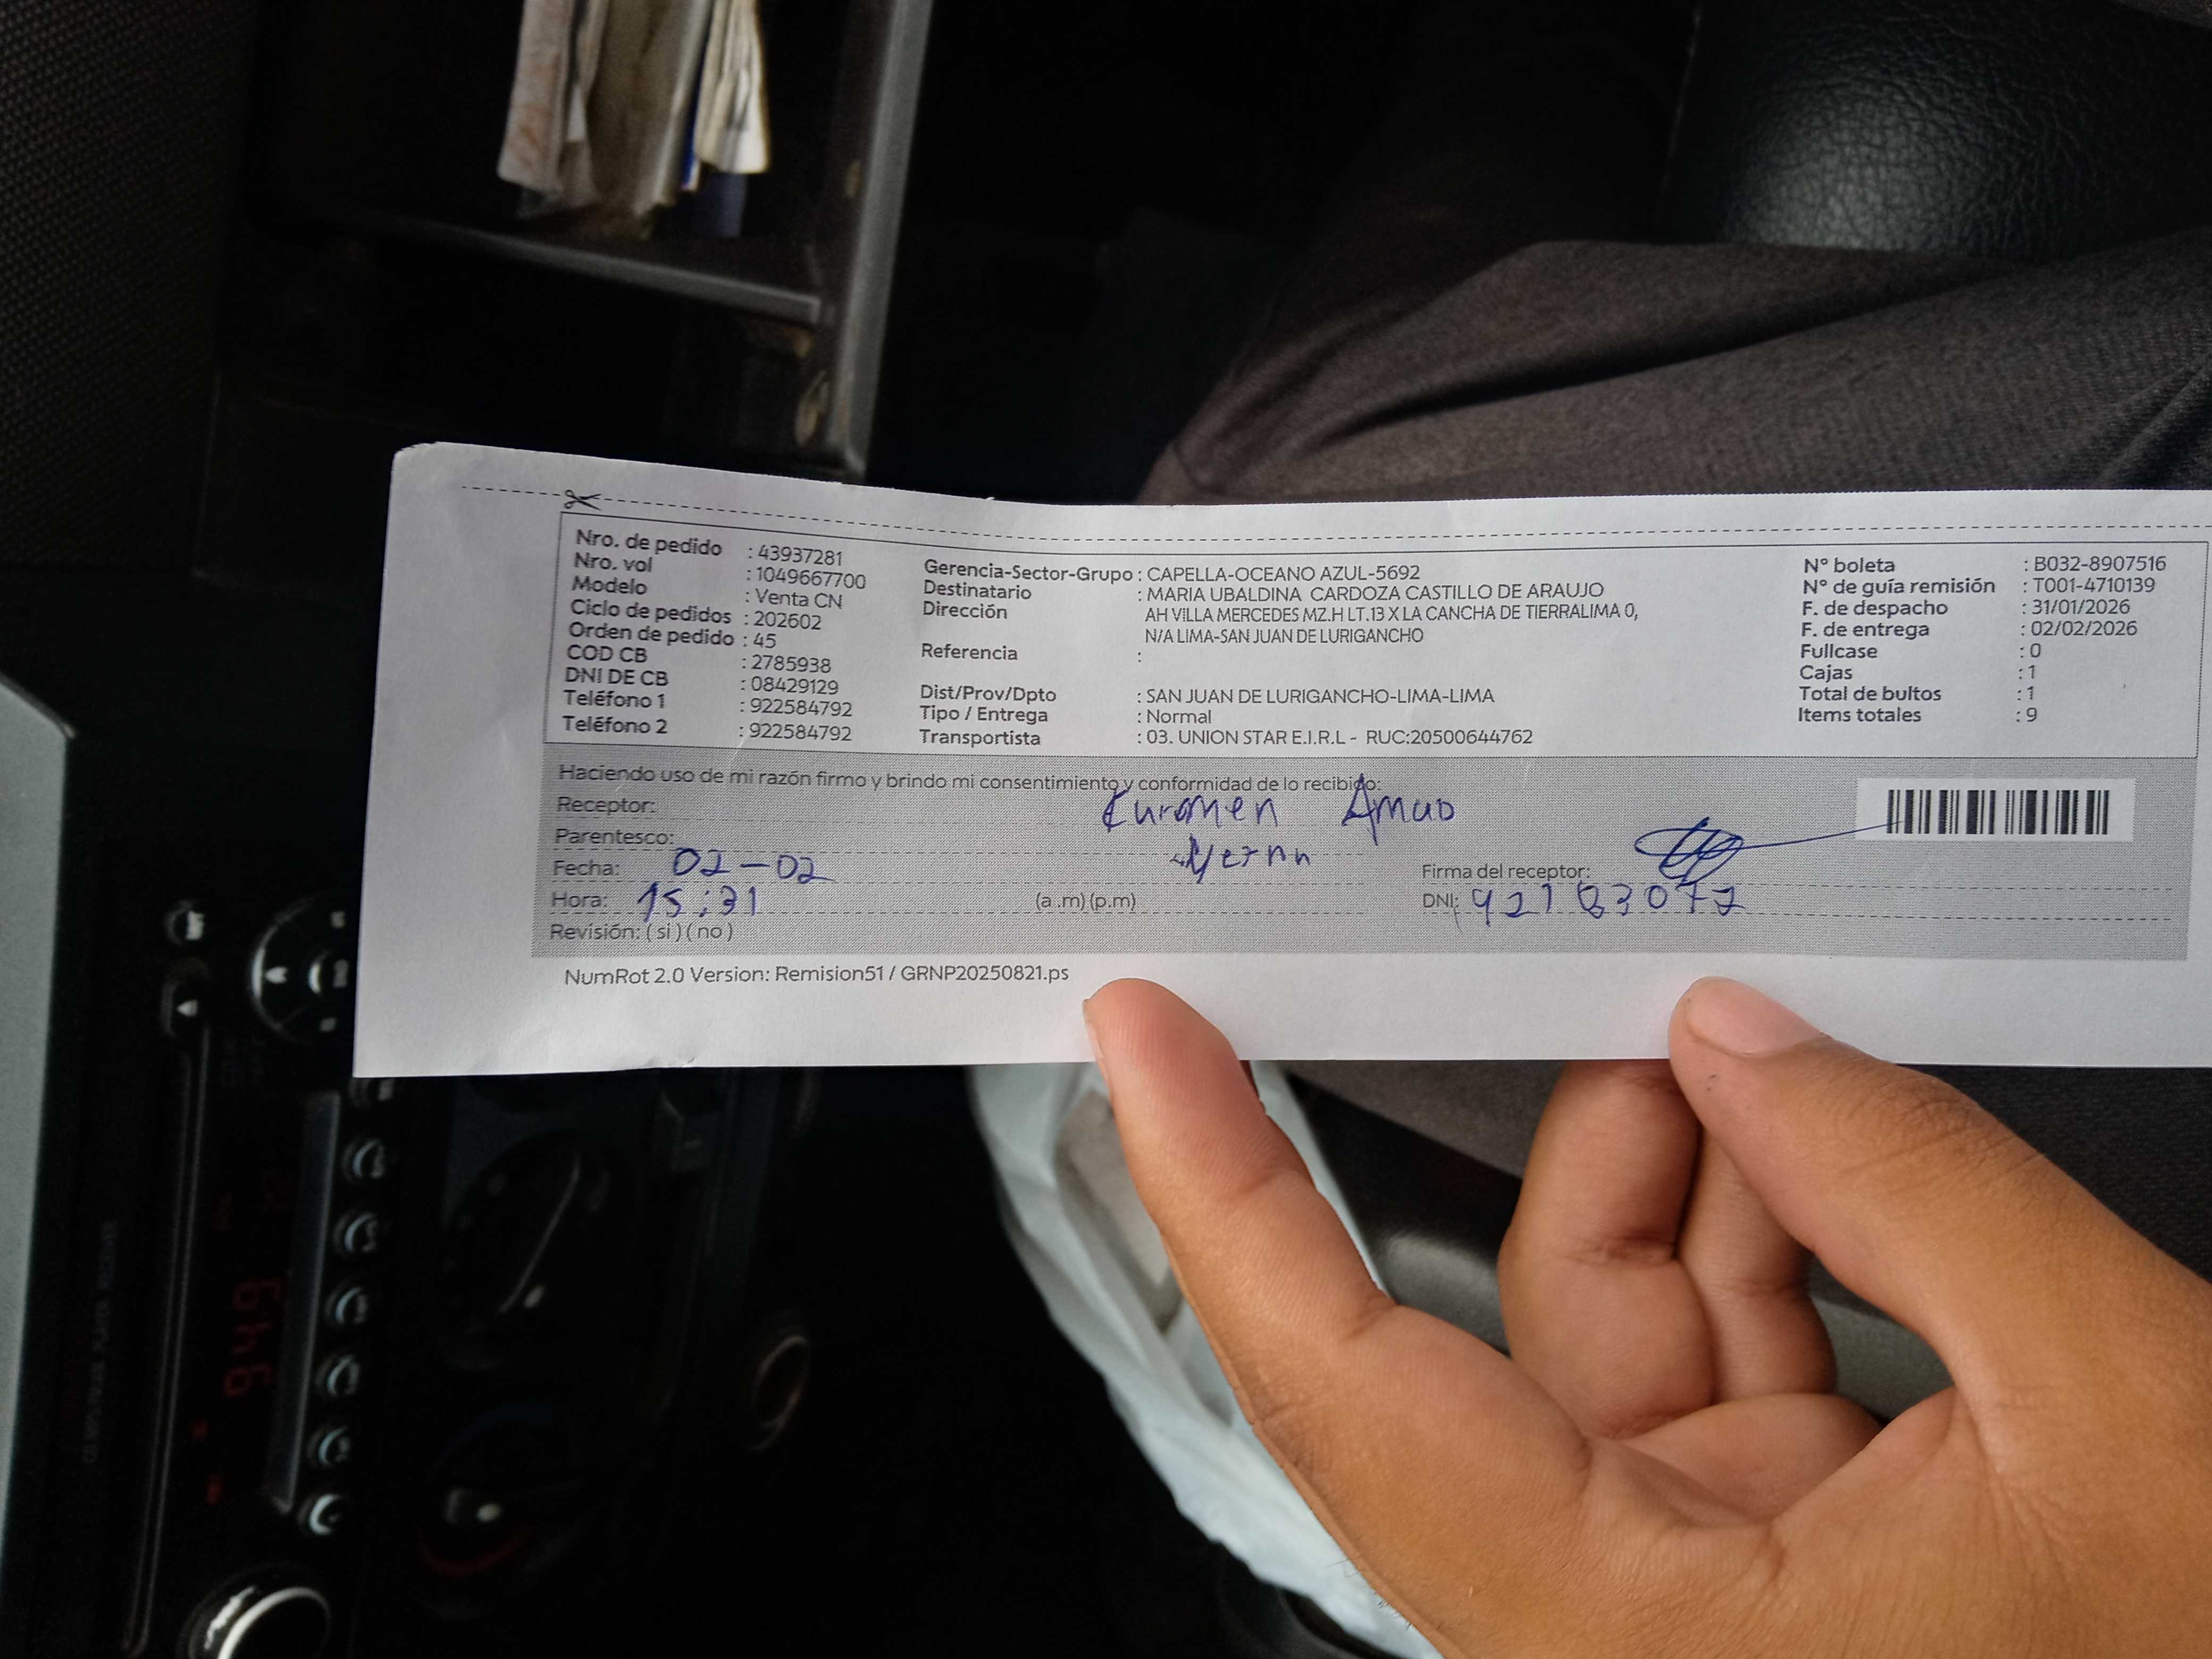 Nro. de pedido : 43937281
Nro. vol : 1049667700
Modelo : Venta CN
Ciclo de pedidos : 202602
Orden de pedido : 45
COD CB : 2785938
DNI DE CB : 08429129
Teléfono 1 : 922584792
Teléfono 2 : 922584792
Gerencia-Sector-Grupo : CAPELLA-OCEANO AZUL-5692
Destinatario : MARIA UBALDINA CARDOZA CASTILLO DE ARAUJO
Dirección : AH VILLA MERCEDES MZ.H LT.13 X LA CANCHA DE TIERRALIMA 0,
N/A LIMA-SAN JUAN DE LURIGANCHO
Referencia :
Dist/Prov/Dpto : SAN JUAN DE LURIGANCHO-LIMA-LIMA
Tipo / Entrega : Normal
Transportista : 03. UNION STAR E.I.R.L - RUC:20500644762
N° boleta : B032-8907516
N° de guía remisión : T001-4710139
F. de despacho : 31/01/2026
F. de entrega : 02/02/2026
Fullcase : 0
Cajas : 1
Total de bultos : 1
Items totales : 9
Haciendo uso de mi razón firmo y brindo mi consentimiento y conformidad de lo recibido:
Receptor:
Parentesco:
Fecha: 02-02
Firma del receptor:
Hora: 15:31 (a.m) (p.m)
DNI:
Revisión: ( si ) ( no )
NumRot 2.0 Version: Remision51 / GRNP20250821.ps